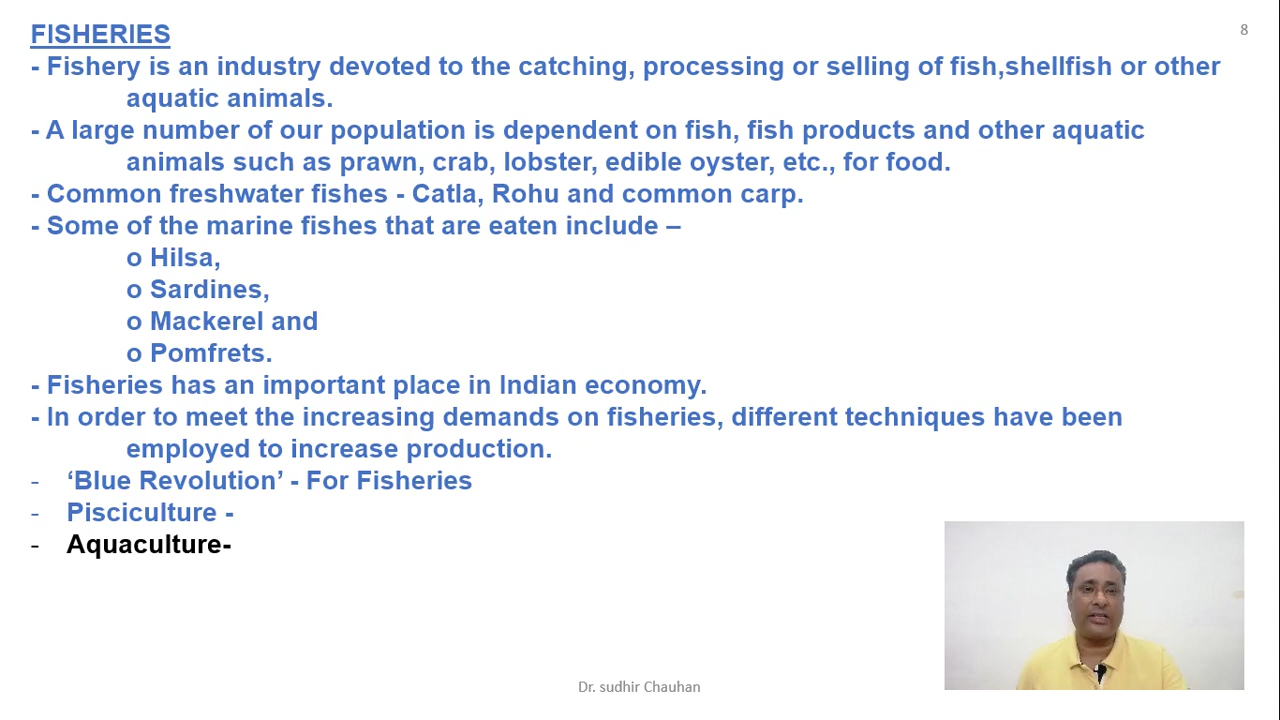 8
FISHERIES
- Fishery is an industry devoted to the catching, processing or selling of fish,shellfish or other
aquatic animals.
- A large number of our population is dependent on fish, fish products and other aquatic
animals such as prawn, crab, lobster, edible oyster, etc., for food.
- Common freshwater fishes - Catla, Rohu and common carp.
- Some of the marine fishes that are eaten include –
o Hilsa,
o Sardines,
o Mackerel and
o Pomfrets.
- Fisheries has an important place in Indian economy.
- In order to meet the increasing demands on fisheries, different techniques have been
employed to increase production.
- ‘Blue Revolution’ - For Fisheries
- Pisciculture -
- Aquaculture-
Dr. sudhir Chauhan